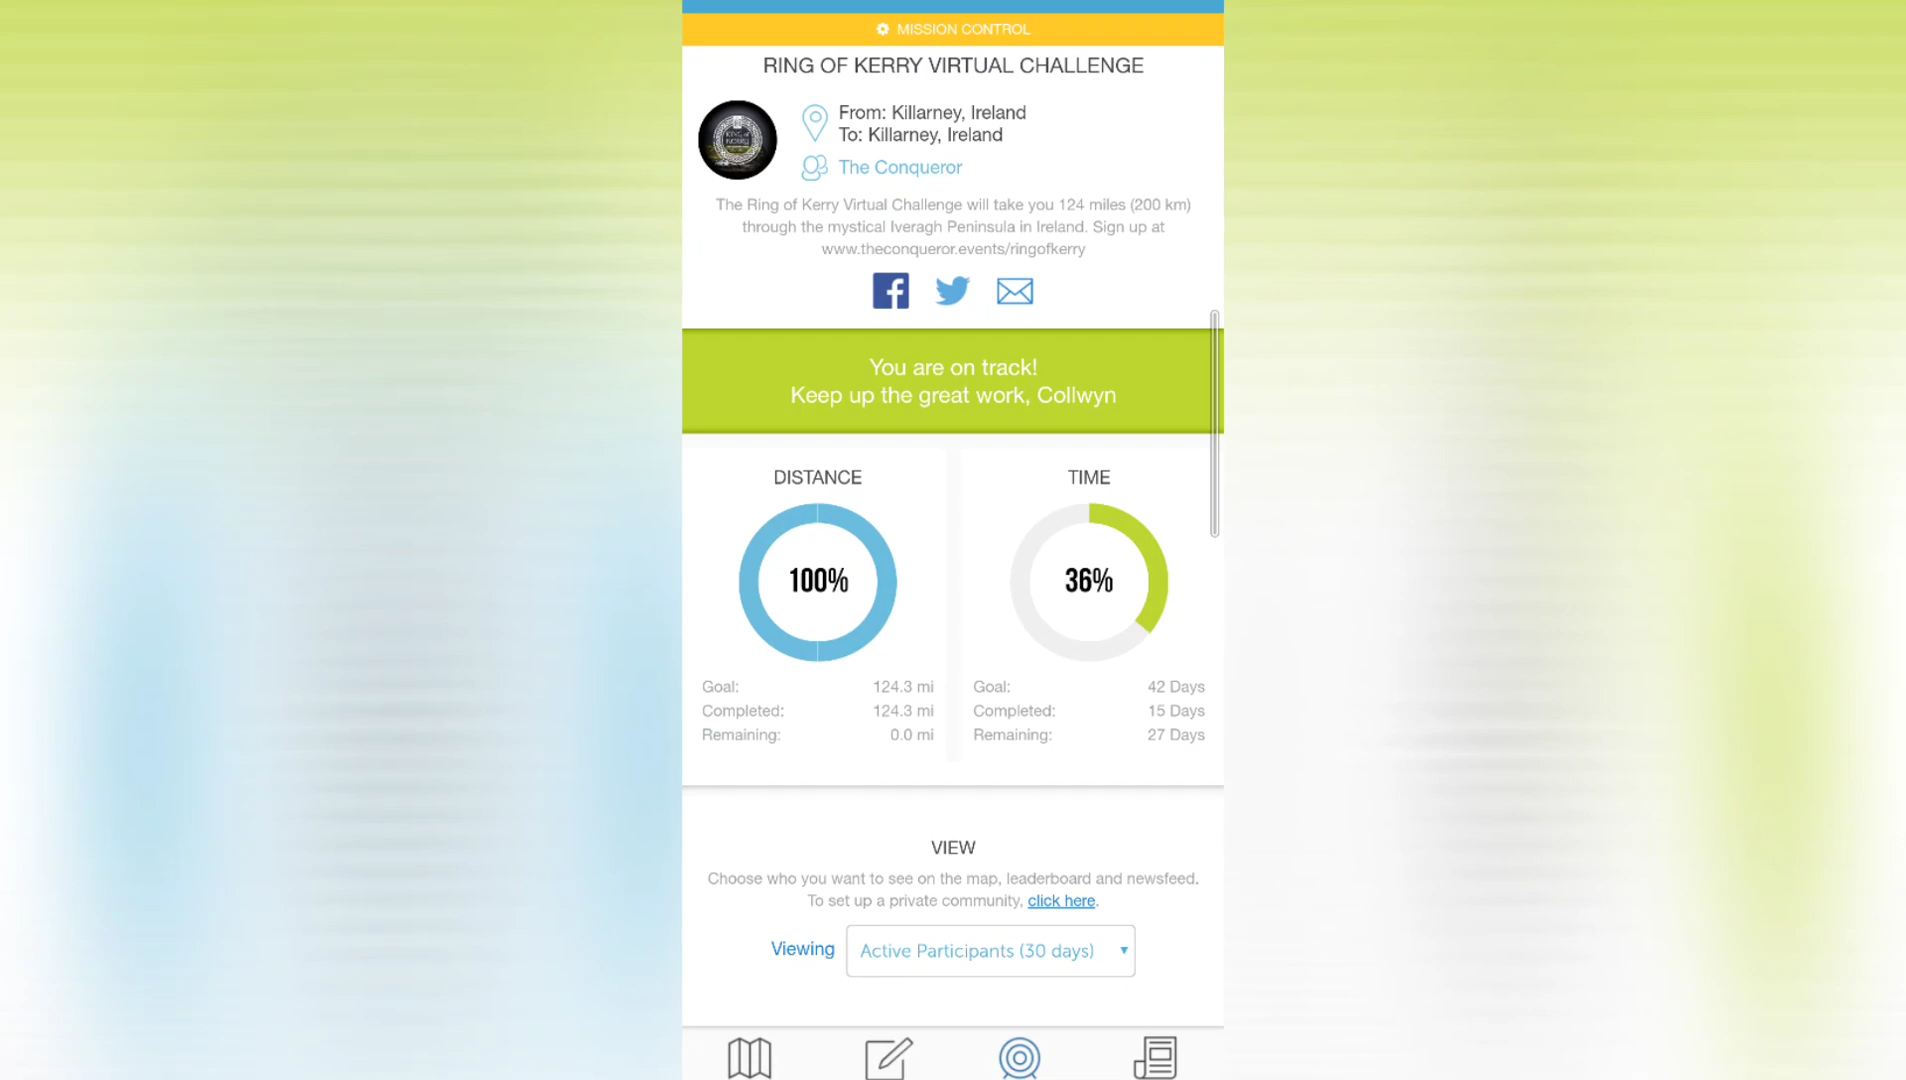 MISSION CONTROL
RING OF KERRY VIRTUAL CHALLENGE
From: Killarney, Ireland
To: Killarney, Ireland
The Conqueror
The Ring of Kerry Virtual Challenge will take you 124 miles (200 km)
through the mystical Iveragh Peninsula in Ireland. Sign up at
www.theconqueror.events/ringofkerry
You are on track!
Keep up the great work, Collwyn
DISTANCE
100%
Goal: 124.3 mi
Completed: 124.3 mi
Remaining: 0.0 mi
TIME
36%
Goal: 42 Days
Completed: 15 Days
Remaining: 27 Days
VIEW
Choose who you want to see on the map, leaderboard and newsfeed.
To set up a private community, click here.
Viewing Active Participants (30 days)